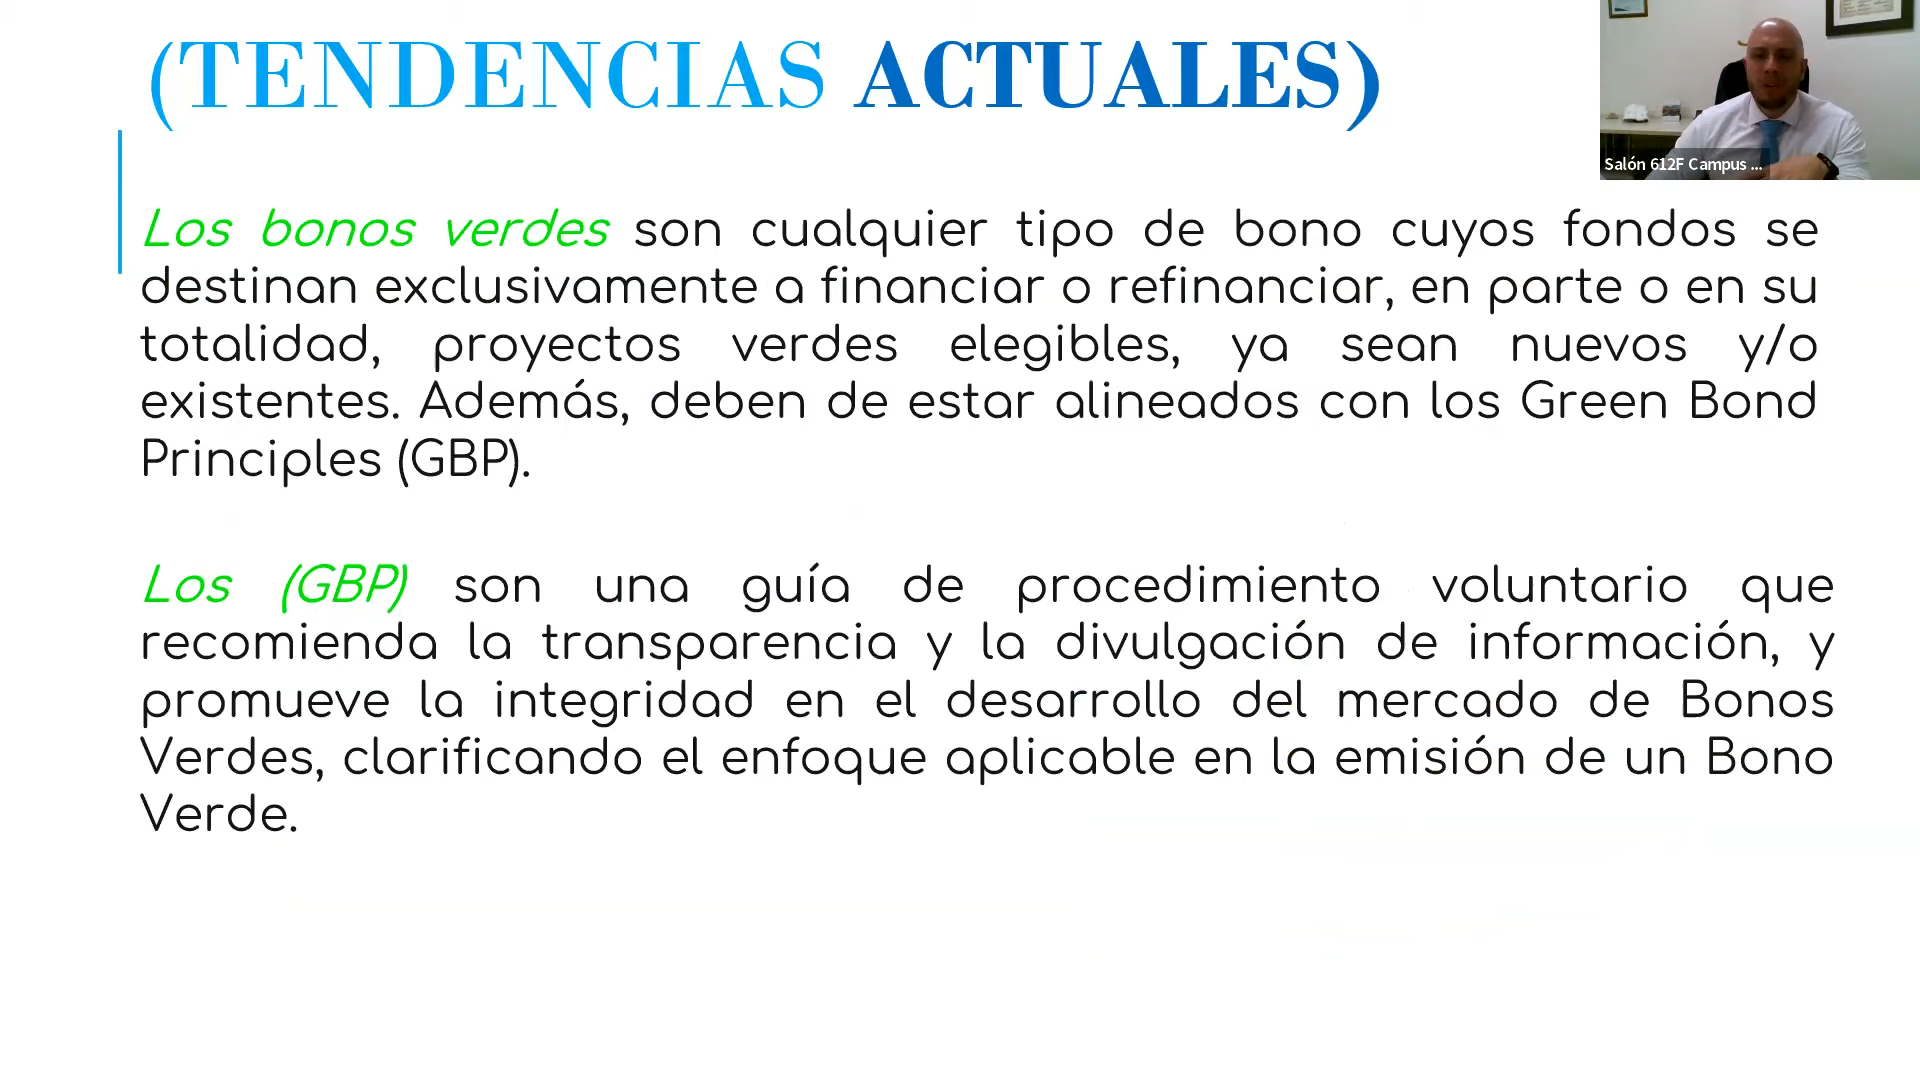 (TENDENCIAS ACTUALES)
Salón 612F Campus ...
Los bonos verdes son cualquier tipo de bono cuyos fondos se
destinan exclusivamente a financiar o refinanciar, en parte o en su
totalidad, proyectos verdes elegibles, ya sean nuevos y/o
existentes. Además, deben de estar alineados con los Green Bond
Principles (GBP).
Los (GBP) son una guía de procedimiento voluntario que
recomienda la transparencia y la divulgación de información, y
promueve la integridad en el desarrollo del mercado de Bonos
Verdes, clarificando el enfoque aplicable en la emisión de un Bono
Verde.